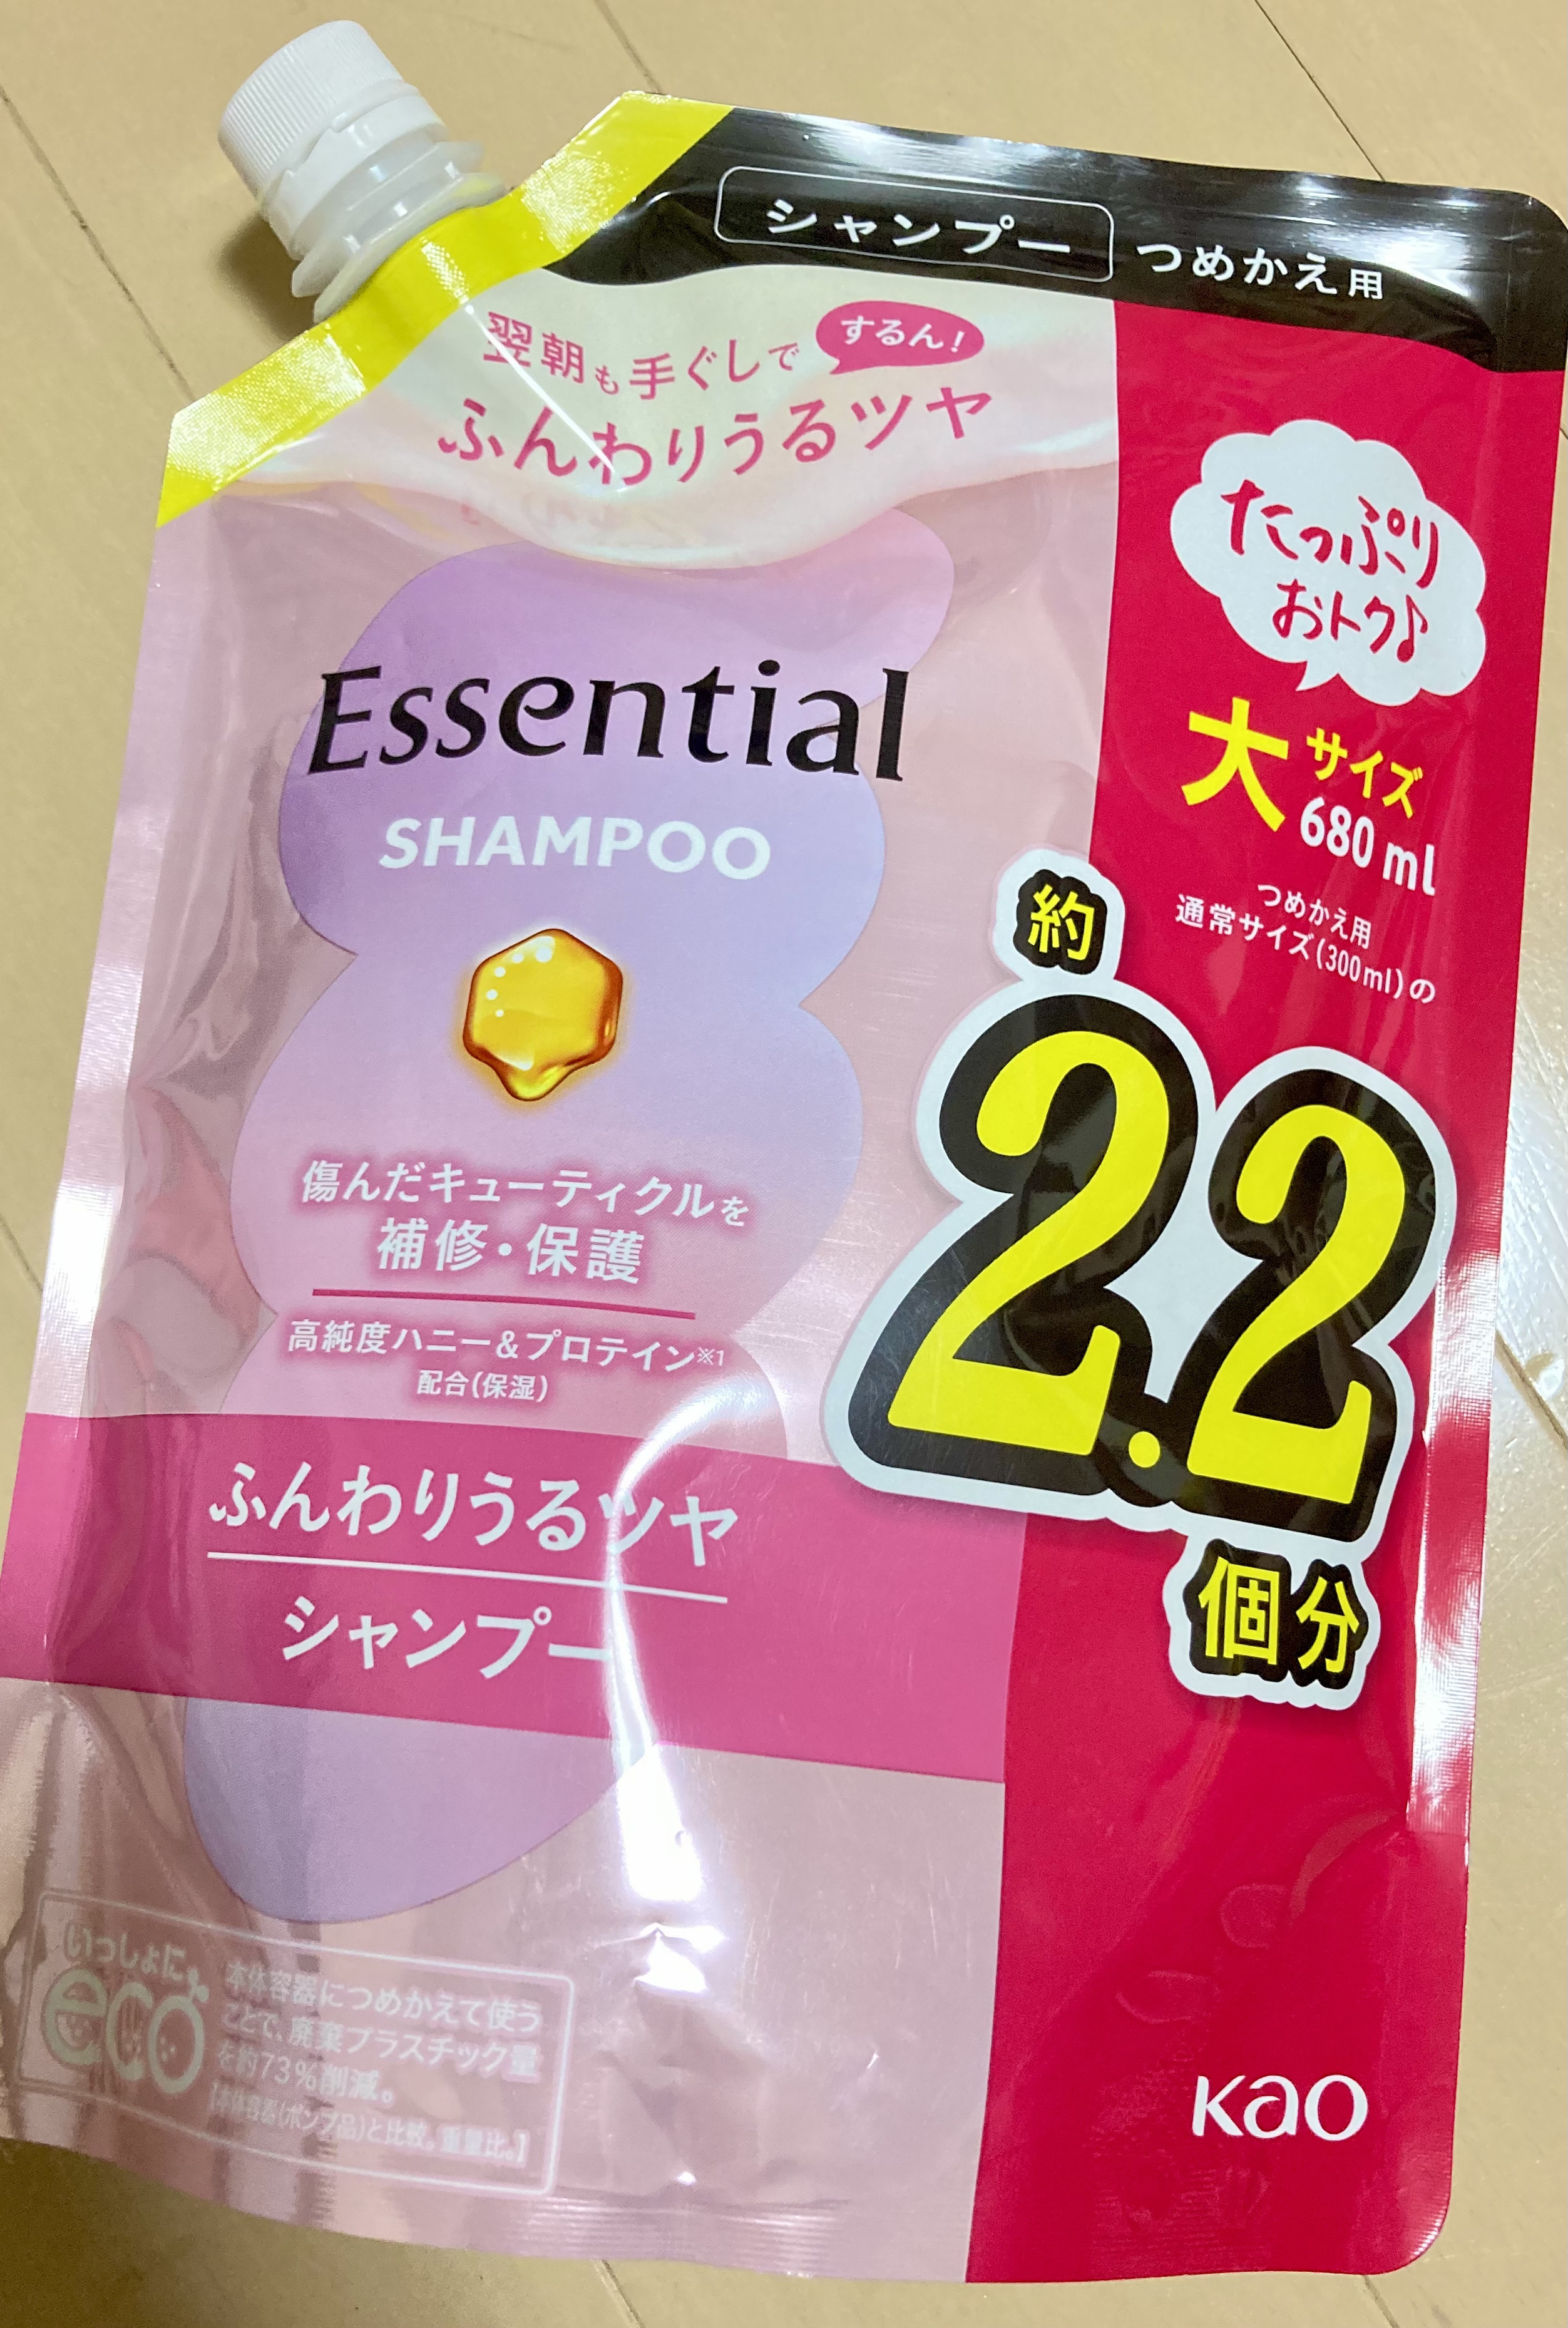 シャンプー つめかえ用
翌朝も手ぐしで するん!
ふんわりうるツヤ
たっぷり
おトク♪
Essential
SHAMPOO
大 サイズ
680 ml
つめかえ用
通常サイズ(300ml)の
約
2.2
個分
傷んだキューティクルを
補修・保護
高純度ハニー&プロテイン※1
配合(保湿)
ふんわりうるツヤ
シャンプー
いっしょに
eco
本体容器につめかえて使う
ことで、廃棄プラスチック量
を約73%削減。
[本体容器(ポンプ品)と比較。重量比。]
Kao